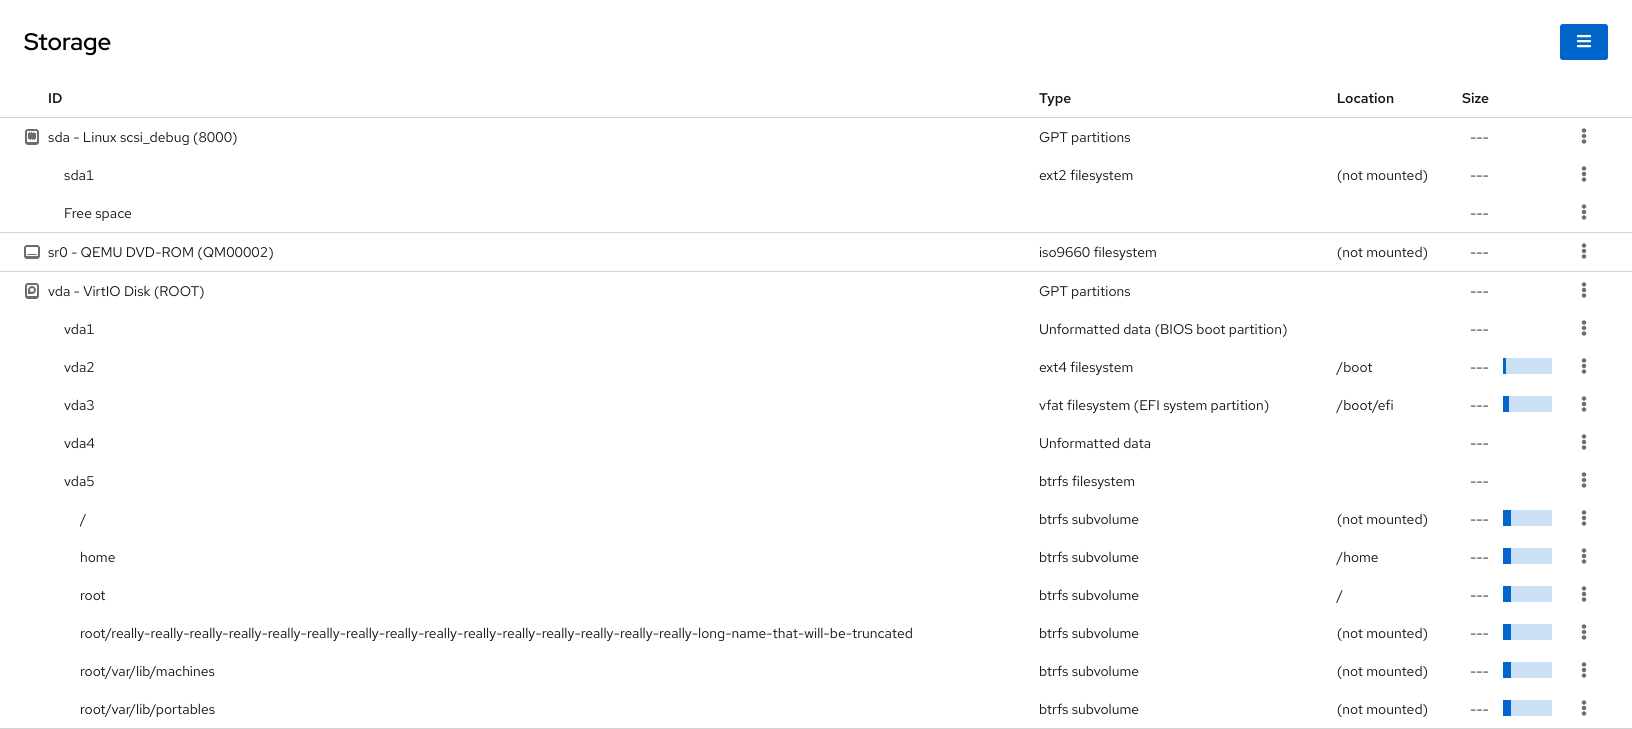 Storage
ID Type Location Size
sda - Linux scsi_debug (8000) GPT partitions ---
sda1 ext2 filesystem (not mounted) ---
Free space ---
sr0 - QEMU DVD-ROM (QM00002) iso9660 filesystem (not mounted) ---
vda - VirtIO Disk (ROOT) GPT partitions ---
vda1 Unformatted data (BIOS boot partition) ---
vda2 ext4 filesystem /boot ---
vda3 vfat filesystem (EFI system partition) /boot/efi ---
vda4 Unformatted data ---
vda5 btrfs filesystem ---
/ btrfs subvolume (not mounted) ---
home btrfs subvolume /home ---
root btrfs subvolume / ---
root/really-really-really-really-really-really-really-really-really-really-really-really-really-really-really-long-name-that-will-be-truncated btrfs subvolume (not mounted) ---
root/var/lib/machines btrfs subvolume (not mounted) ---
root/var/lib/portables btrfs subvolume (not mounted) ---